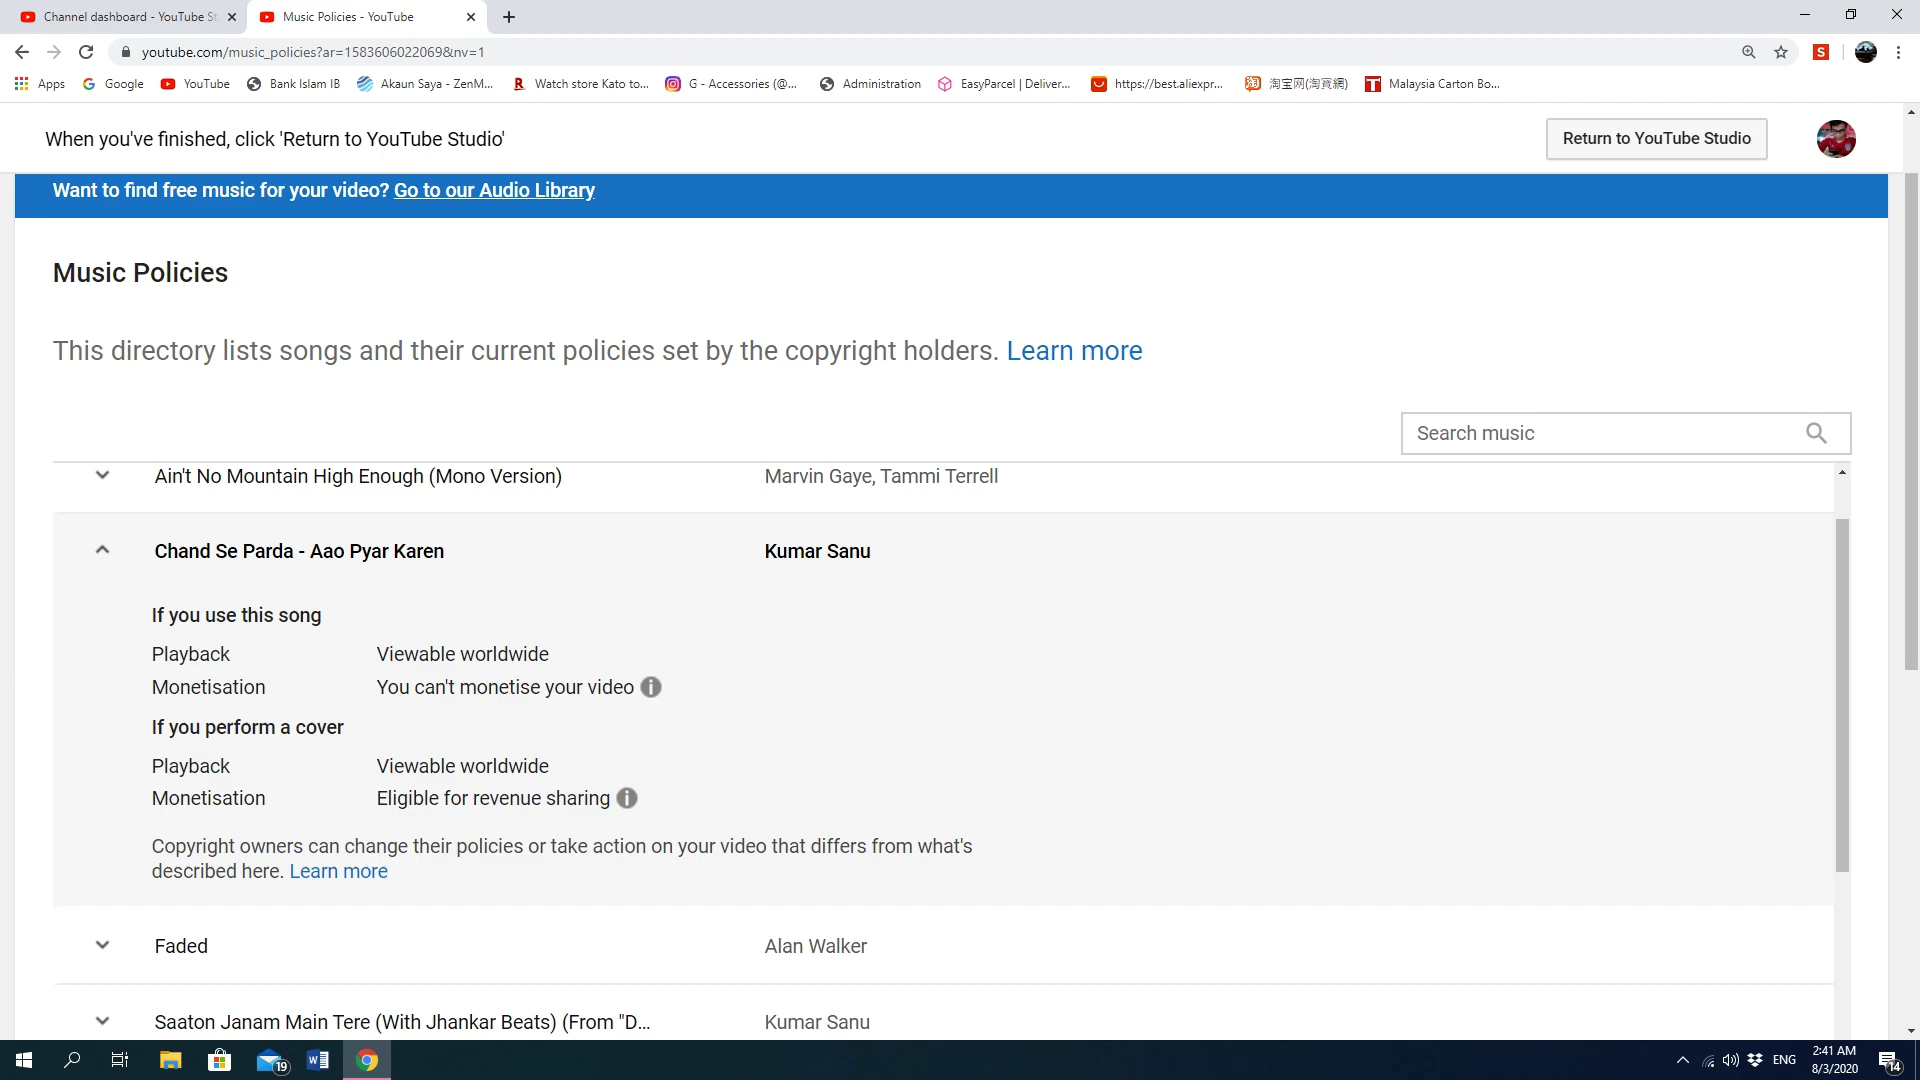 Channel dashboard - YouTube St
Music Policies - YouTube
youtube.com/music_policies?ar=1583606022069&nv=1
S
Apps
Google
YouTube
Bank Islam IB
Akaun Saya - ZenM...
R
Watch store Kato to...
G - Accessories (@...
Administration
EasyParcel | Deliver...
https://best.aliexpr...
淘宝网(淘寶網)
T
Malaysia Carton Bo...
When you've finished, click 'Return to YouTube Studio'
Return to YouTube Studio
Want to find free music for your video? Go to our Audio Library
Music Policies
This directory lists songs and their current policies set by the copyright holders. Learn more
Search music
Ain't No Mountain High Enough (Mono Version)
Marvin Gaye, Tammi Terrell
Chand Se Parda - Aao Pyar Karen
Kumar Sanu
If you use this song
Playback
Viewable worldwide
Monetisation
You can't monetise your video
If you perform a cover
Playback
Viewable worldwide
Monetisation
Eligible for revenue sharing
Copyright owners can change their policies or take action on your video that differs from what's
described here. Learn more
Faded
Alan Walker
Saaton Janam Main Tere (With Jhankar Beats) (From "D...
Kumar Sanu
19
ENG
2:41 AM
8/3/2020
14